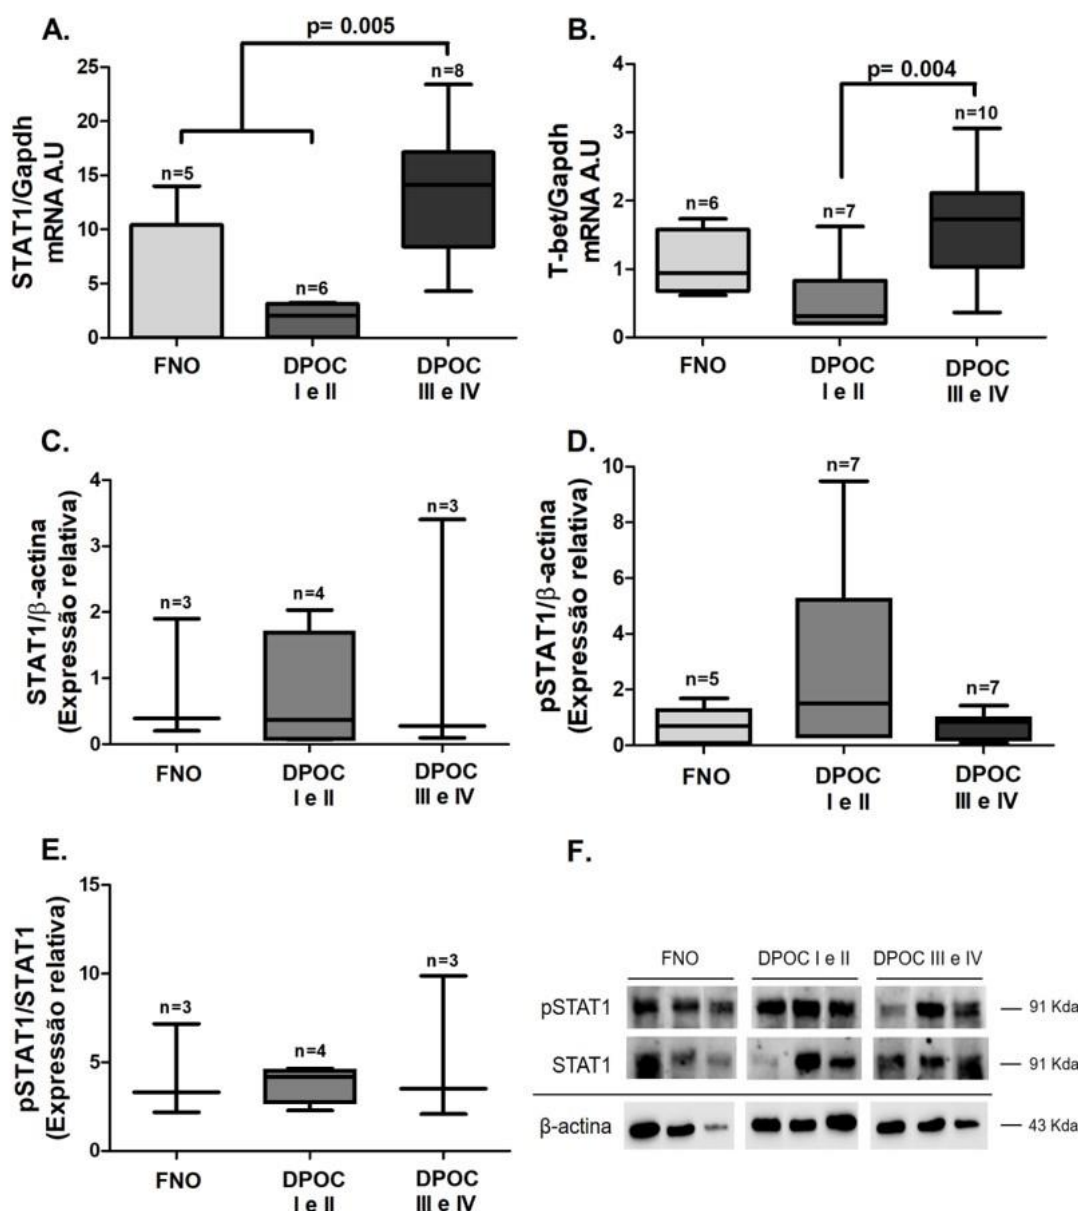 A.
p= 0.005
STAT1/Gapdh
mRNA A.U
25
20
15
10
5
0
n=5
n=6
n=8
FNO
DPOC
I e II
DPOC
III e IV
B.
p= 0.004
T-bet/Gapdh
mRNA A.U
4
3
2
1
0
n=6
n=7
n=10
FNO
DPOC
I e II
DPOC
III e IV
C.
STAT1/β-actina
(Expressão relativa)
4
3
2
1
0
n=3
n=4
n=3
FNO
DPOC
I e II
DPOC
III e IV
D.
pSTAT1/β-actina
(Expressão relativa)
10
8
6
4
2
0
n=5
n=7
n=7
FNO
DPOC
I e II
DPOC
III e IV
E.
pSTAT1/STAT1
(Expressão relativa)
15
10
5
0
n=3
n=4
n=3
FNO
DPOC
I e II
DPOC
III e IV
F.
FNO DPOC I e II DPOC III e IV
pSTAT1 91 Kda
STAT1 91 Kda
β-actina 43 Kda